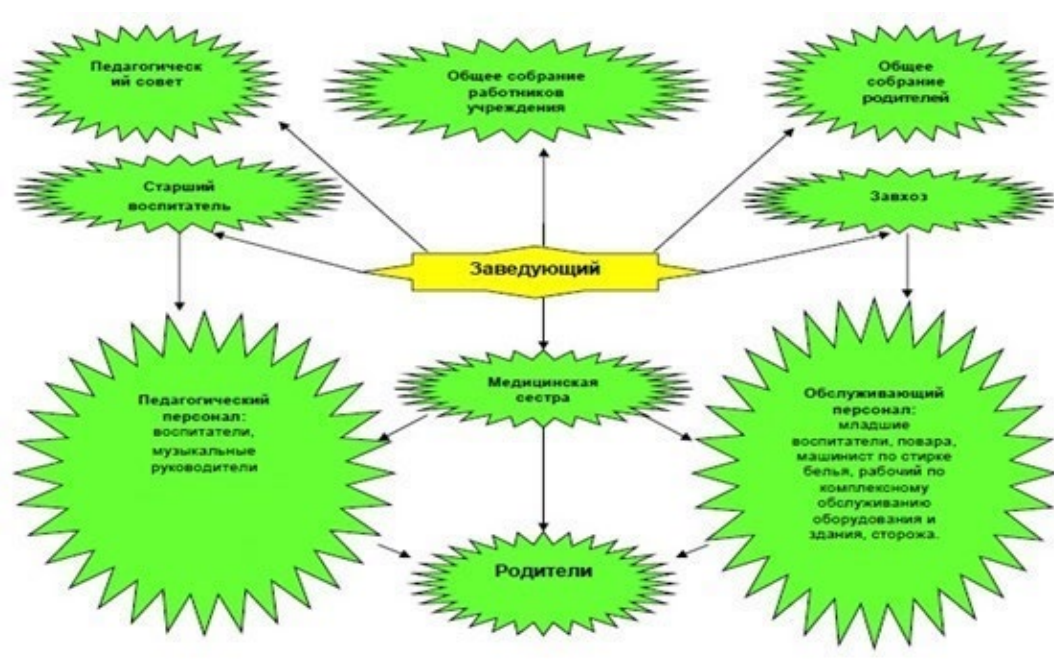 Педагогическ
ий совет
Общее собрание
работников
учреждения
Общее
собрание
родителей
Старший
воспитатель
Завхоз
Заведующий
Медицинская
сестра
Педагогический
персонал:
воспитатели,
музыкальные
руководители
Обслуживающий
персонал:
младшие
воспитатели, повара,
машинист по стирке
белья, рабочий по
комплексному
обслуживанию
оборудования и
здания, сторожа.
Родители